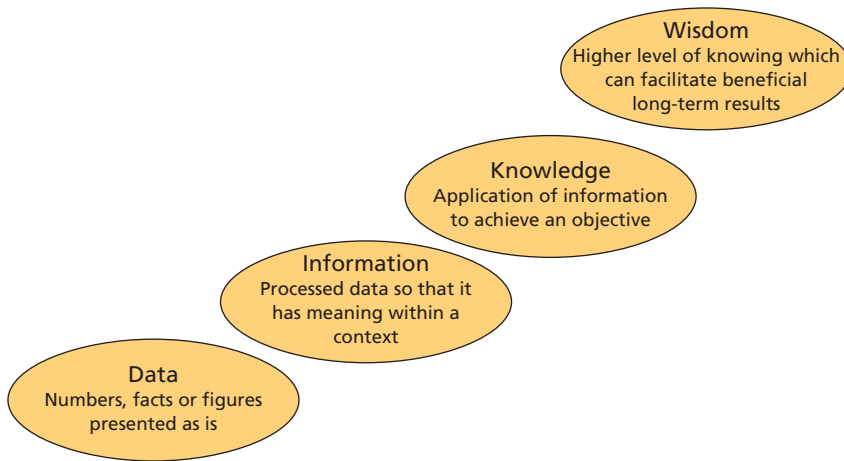 Wisdom
Higher level of knowing which
can facilitate beneficial
long-term results
Knowledge
Application of information
to achieve an objective
Information
Processed data so that it
has meaning within a
context
Data
Numbers, facts or figures
presented as is